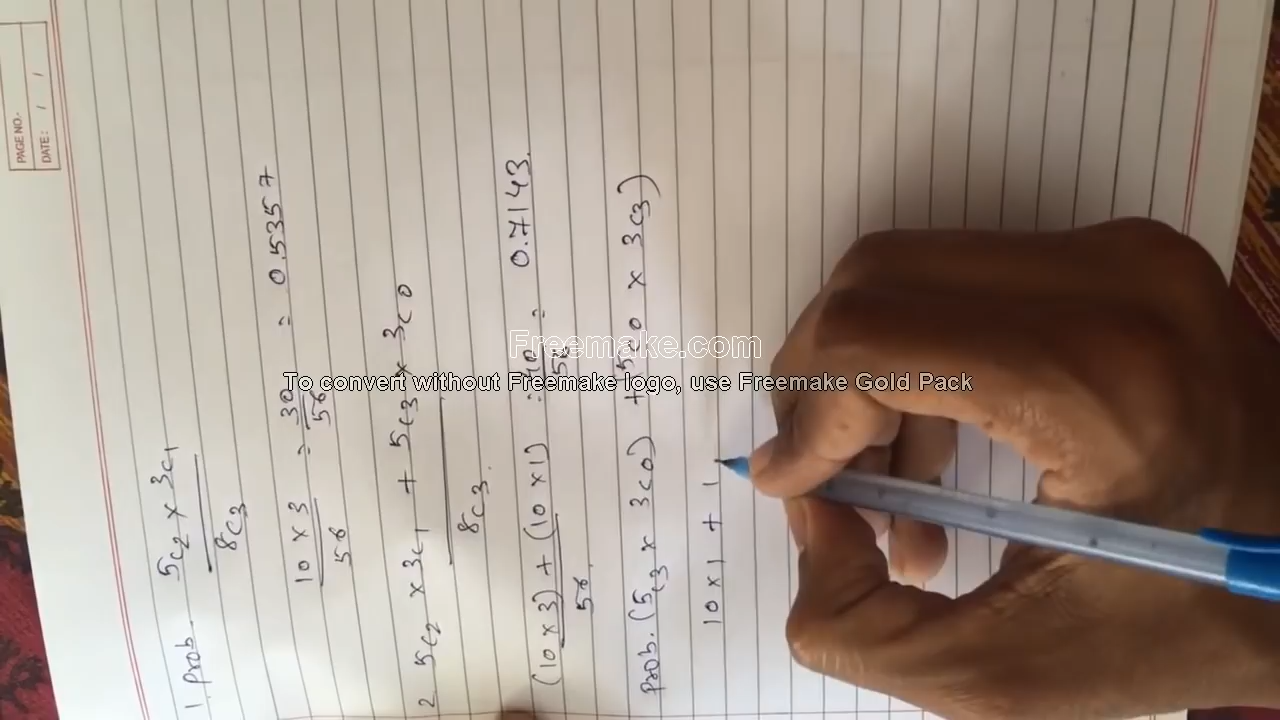 PAGE NO.
DATE: / /
1. Prob. 5C2 x 3C1
8C3
10 x 3 = 30 = 0.5357
56 56
2 5C2 x 3C1 + 5C3 x 3C0
8C3.
(10 x 3) + (10 x 1) = 40 = 0.7143.
56. 56
Prob. (5C3 x 3C0) + (5C0 x 3C3)
10 x 1 + 1
Freemake.com
To convert without Freemake logo, use Freemake Gold Pack